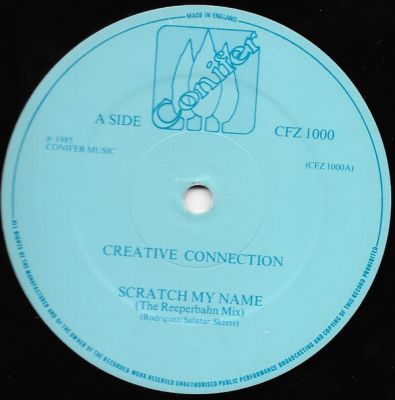 MADE IN ENGLAND
Conifer
A SIDE
CFZ 1000
℗ 1985
CONIFER MUSIC
(CFZ 1000A)
CREATIVE CONNECTION
SCRATCH MY NAME
(The Reeperbahn Mix)
(Rodriguez/Salazar/Skeete)
ALL RIGHTS OF THE MANUFACTURER AND OF THE OWNER OF THE RECORDED WORK RESERVED UNAUTHORISED PUBLIC PERFORMANCE BROADCASTING AND COPYING OF THIS RECORD PROHIBITED